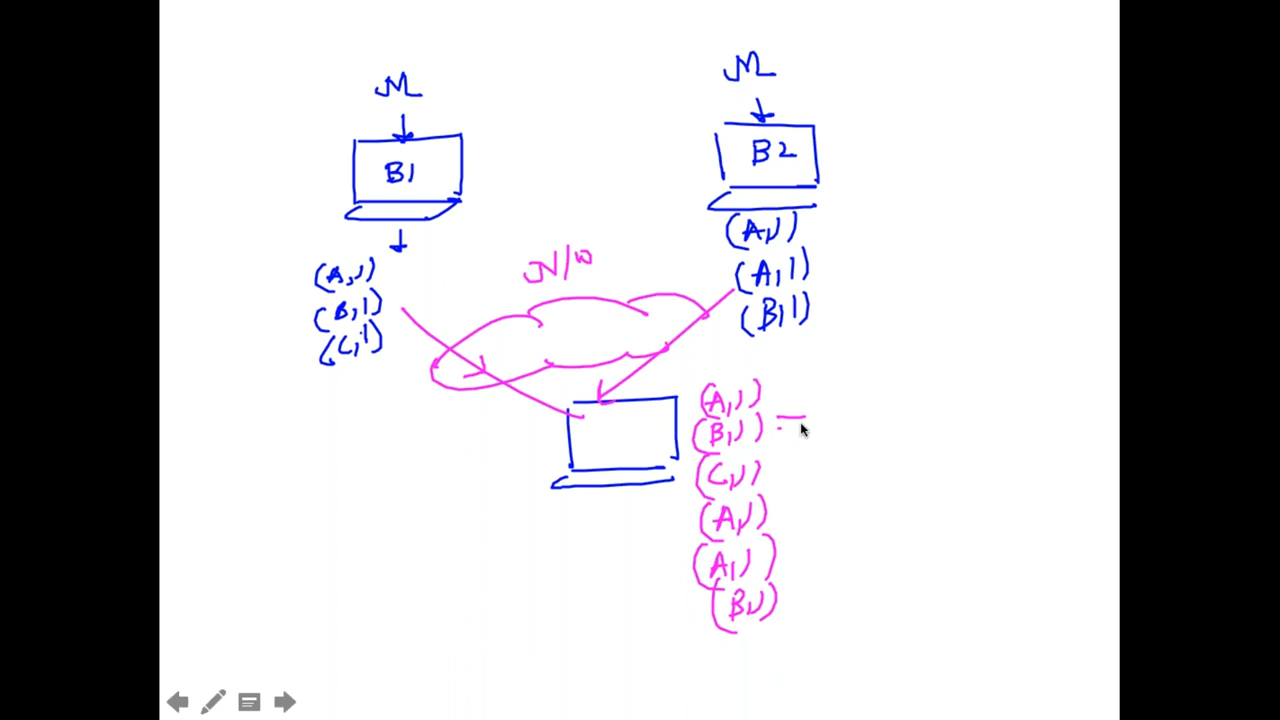 M
M
B1
B2
(A,1)
(A,1)
(B,1)
(A,1)
(B,1)
(C,1)
N/w
(A,1)
(B,1)
(C,1)
(A,1)
(A,1)
(B,1)